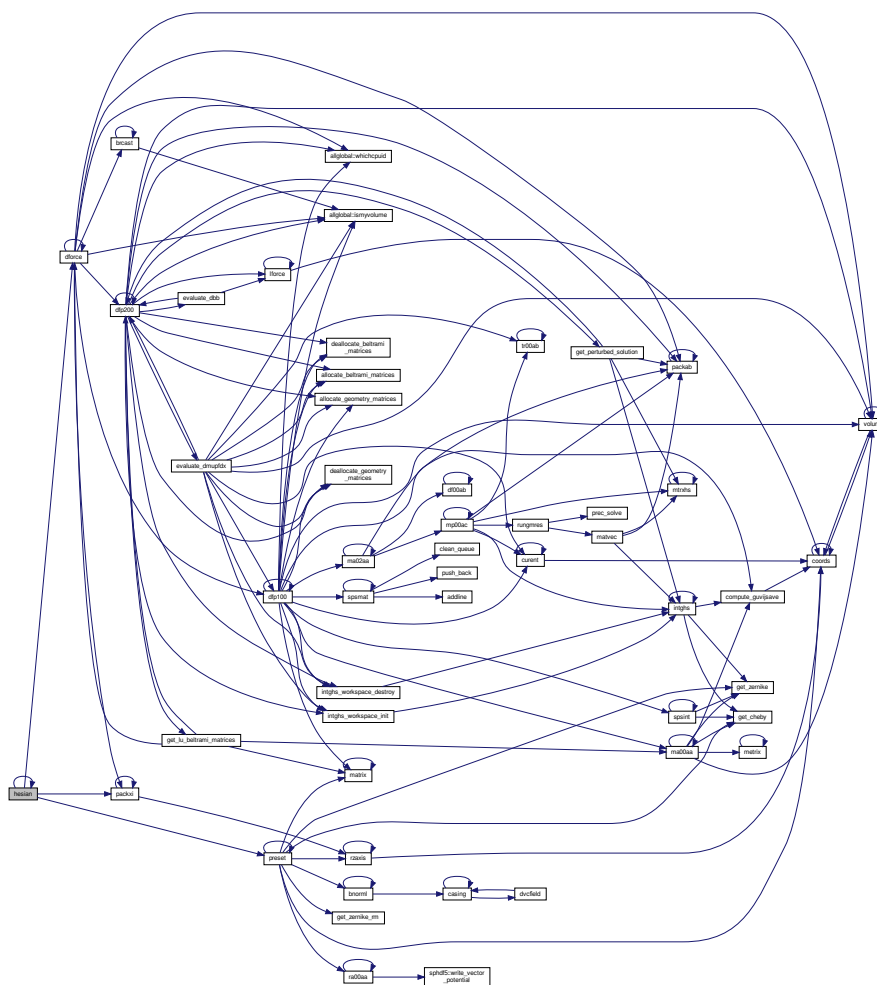 brcast
allglobal::whichcpuid
allglobal::ismyvolume
dforce
lforce
evaluate_dbb
dfp200
deallocate_beltrami
_matrices
tr00ab
get_perturbed_solution
packab
allocate_beltrami_matrices
allocate_geometry_matrices
evaluate_dmupfdx
deallocate_geometry
_matrices
df00ab
mtrxhs
mp00ac
rungmres
prec_solve
matvec
clean_queue
ma02aa
curent
coords
push_back
dfp100
spsmat
addline
compute_guvijsave
intghs
intghs_workspace_destroy
get_zernike
intghs_workspace_init
spsint
get_cheby
get_lu_beltrami_matrices
ma00aa
metrix
matrix
hesian
packxi
preset
rzaxis
bnorml
casing
dvcfield
get_zernike_rm
ra00aa
sphdf5::write_vector
_potential